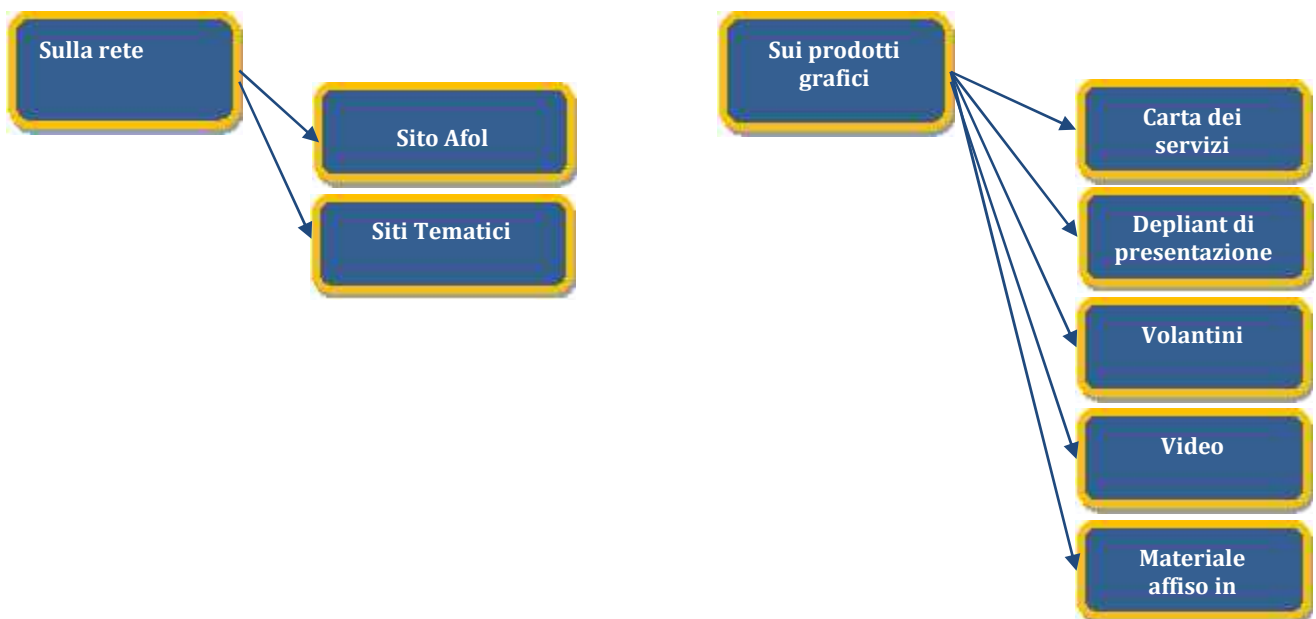 Sulla rete
Sito Afol
Siti Tematici
Sui prodotti
grafici
Carta dei
servizi
Depliant di
presentazione
Volantini
Video
Materiale
affiso in